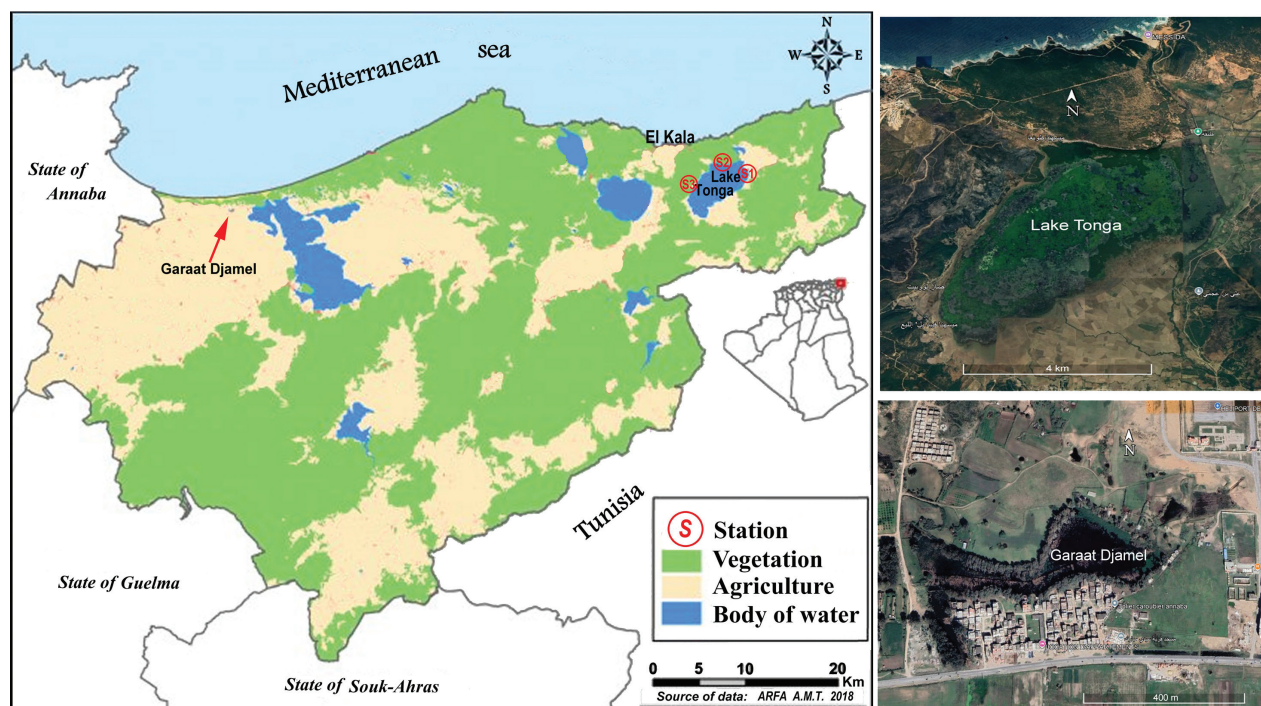 Mediterranean sea
N
W
E
S
El Kala
State of
Annaba
S2
S1
S3
Lake
Tonga
Garaat Djamel
Tunisia
S
Station
Vegetation
Agriculture
Body of water
State of Guelma
State of Souk-Ahras
0
5
10
20
Km
Source of data: ARFA A.M.T. 2018
N
Lake Tonga
4 km
N
Garaat Djamel
400 m